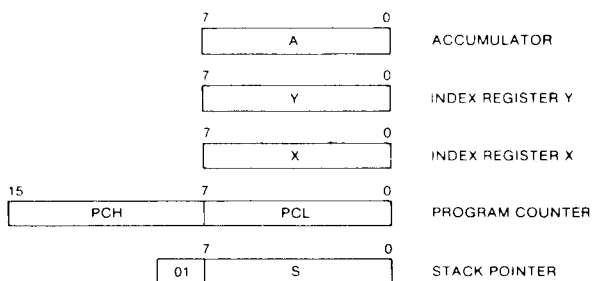 7 0
A ACCUMULATOR
7 0
Y INDEX REGISTER Y
7 0
X INDEX REGISTER X
15 7 0
PCH PCL PROGRAM COUNTER
7 0
01 S STACK POINTER